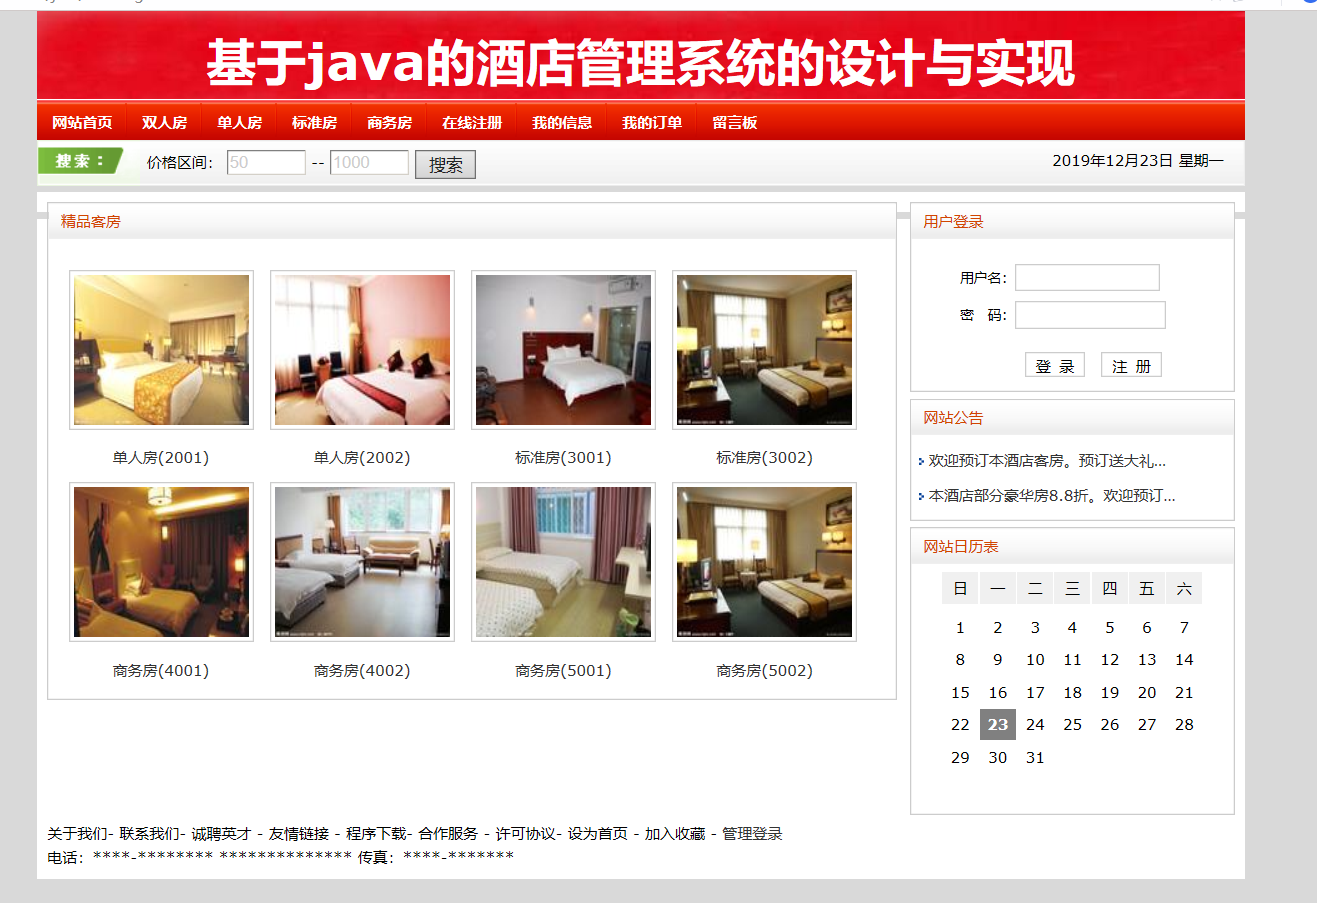 基于java的酒店管理系统的设计与实现
网站首页 双人房 单人房 标准房 商务房 在线注册 我的信息 我的订单 留言板
搜索： 价格区间： 50 -- 1000 搜索 2019年12月23日 星期一
精品客房
单人房(2001) 单人房(2002) 标准房(3001) 标准房(3002)
商务房(4001) 商务房(4002) 商务房(5001) 商务房(5002)
用户登录
用户名：
密 码：
登 录 注 册
网站公告
欢迎预订本酒店客房。预订送大礼...
本酒店部分豪华房8.8折。欢迎预订...
网站日历表
日 一 二 三 四 五 六
1 2 3 4 5 6 7
8 9 10 11 12 13 14
15 16 17 18 19 20 21
22 23 24 25 26 27 28
29 30 31
关于我们- 联系我们- 诚聘英才 - 友情链接 - 程序下载- 合作服务 - 许可协议- 设为首页 - 加入收藏 - 管理登录
电话：****-******** ************** 传真：****-*******